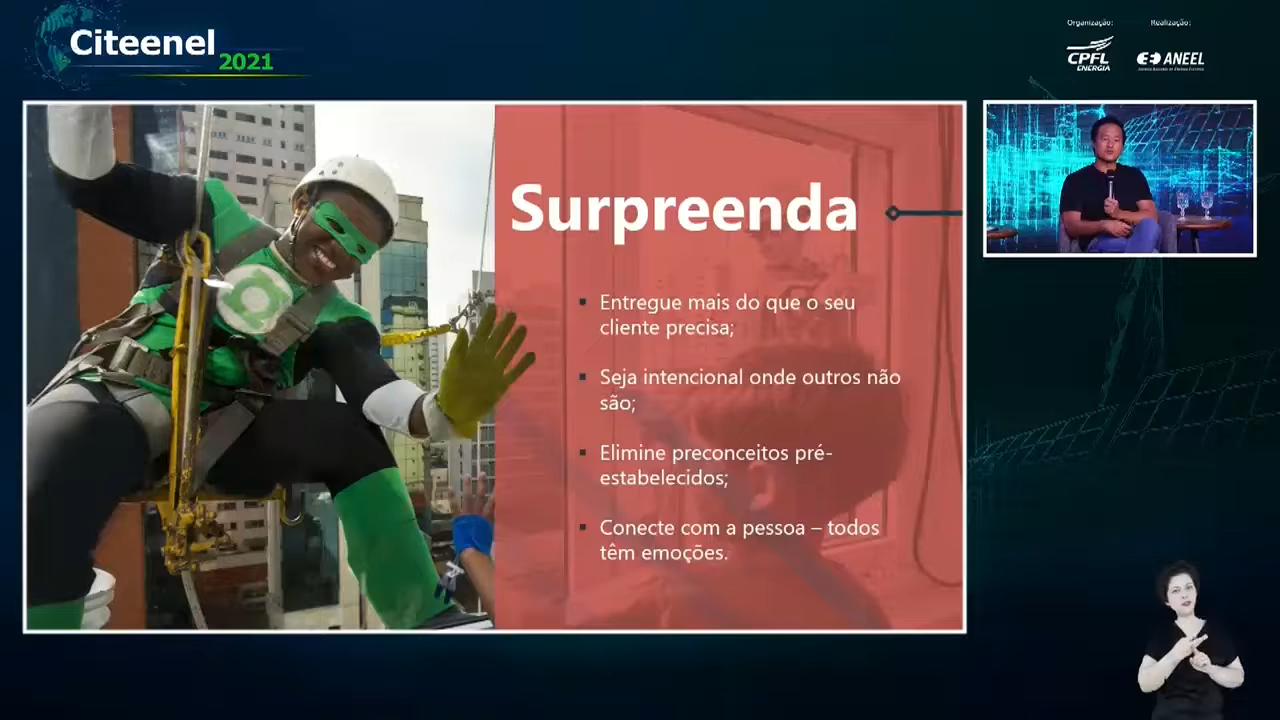 Citeenel
2021
Organização:
Realização:
CPFL
ENERGIA
ANEEL
Surpreenda
▪ Entregue mais do que o seu
cliente precisa;
▪ Seja intencional onde outros não
são;
▪ Elimine preconceitos pré-
estabelecidos;
▪ Conecte com a pessoa – todos
têm emoções.